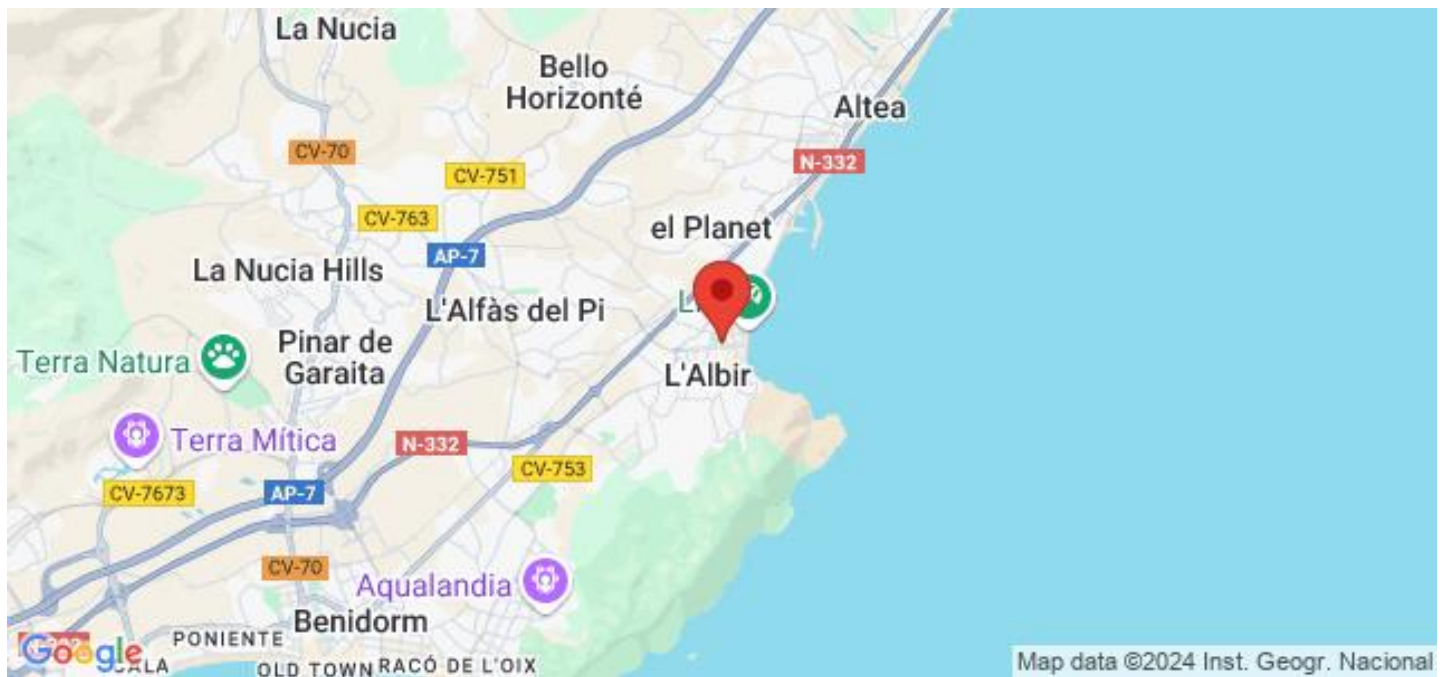 La Nucia
Bello
Horizonté
Altea
CV-70
N-332
CV-751
CV-763
el Planet
AP-7
La Nucia Hills
L'Alfàs del Pi
Pinar de
Garaita
Terra Natura
L'Albir
Terra Mítica
N-332
CV-753
CV-7673
AP-7
CV-70
Aqualandia
Benidorm
PONIENTE
Google
OLD TOWN
RACÓ DE L'OIX
Map data ©2024 Inst. Geogr. Nacional